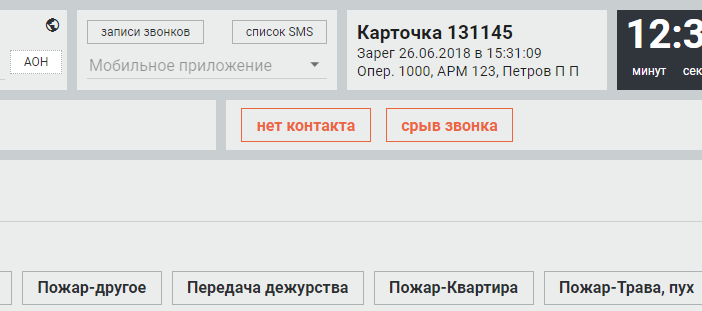 АОН
записи звонков
список SMS
Мобильное приложение
Карточка 131145
Зарег 26.06.2018 в 15:31:09
Опер. 1000, АРМ 123, Петров П П
12:3
минут
сек
нет контакта
срыв звонка
Пожар-другое
Передача дежурства
Пожар-Квартира
Пожар-Трава, пух